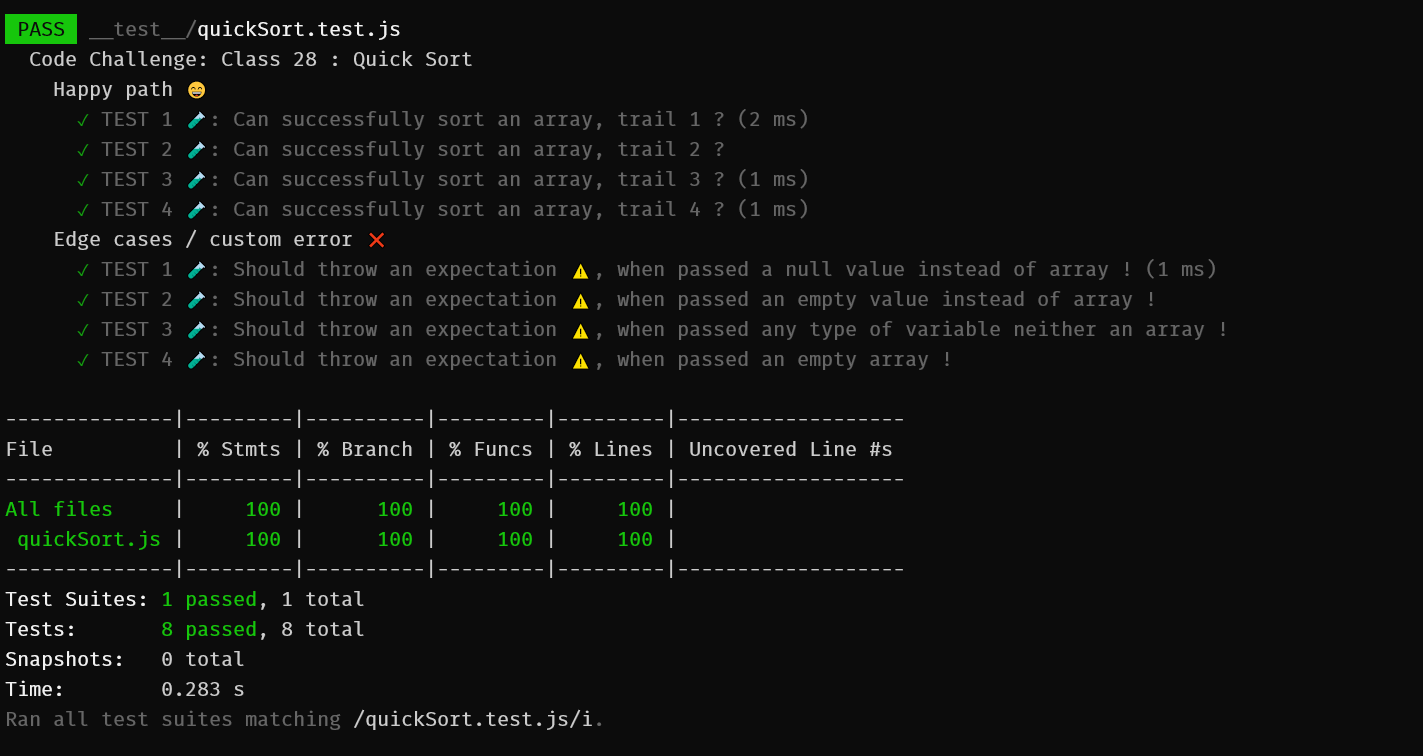 PASS __test__/quickSort.test.js
Code Challenge: Class 28 : Quick Sort
Happy path 😁
✓ TEST 1 🧪: Can successfully sort an array, trail 1 ? (2 ms)
✓ TEST 2 🧪: Can successfully sort an array, trail 2 ?
✓ TEST 3 🧪: Can successfully sort an array, trail 3 ? (1 ms)
✓ TEST 4 🧪: Can successfully sort an array, trail 4 ? (1 ms)
Edge cases / custom error ❌
✓ TEST 1 🧪: Should throw an expectation ⚠, when passed a null value instead of array ! (1 ms)
✓ TEST 2 🧪: Should throw an expectation ⚠, when passed an empty value instead of array !
✓ TEST 3 🧪: Should throw an expectation ⚠, when passed any type of variable neither an array !
✓ TEST 4 🧪: Should throw an expectation ⚠, when passed an empty array !
--------------|---------|----------|---------|---------|-------------------
File          | % Stmts | % Branch | % Funcs | % Lines | Uncovered Line #s
--------------|---------|----------|---------|---------|-------------------
All files     |     100 |      100 |     100 |     100 |
 quickSort.js |     100 |      100 |     100 |     100 |
--------------|---------|----------|---------|---------|-------------------
Test Suites: 1 passed, 1 total
Tests:       8 passed, 8 total
Snapshots:   0 total
Time:        0.283 s
Ran all test suites matching /quickSort.test.js/i.